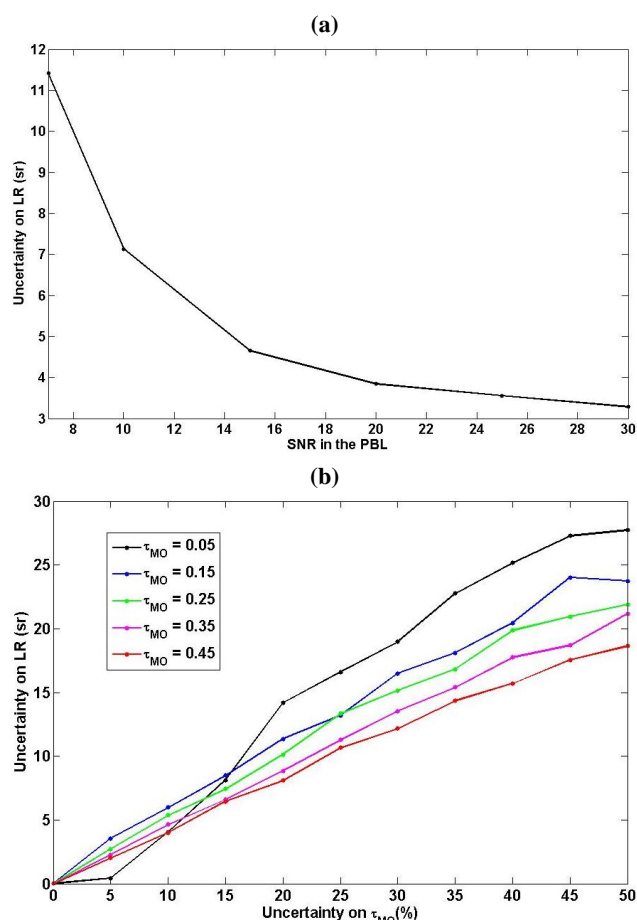 (a)
12
11
10
9
8
7
6
5
4
3
Uncertainty on LR (sr)
8 10 12 14 16 18 20 22 24 26 28 30
SNR in the PBL
(b)
30
25
20
15
10
5
0
Uncertainty on LR (sr)
τMO = 0.05
τMO = 0.15
τMO = 0.25
τMO = 0.35
τMO = 0.45
0 5 10 15 20 25 30 35 40 45 50
Uncertainty on τMO(%)